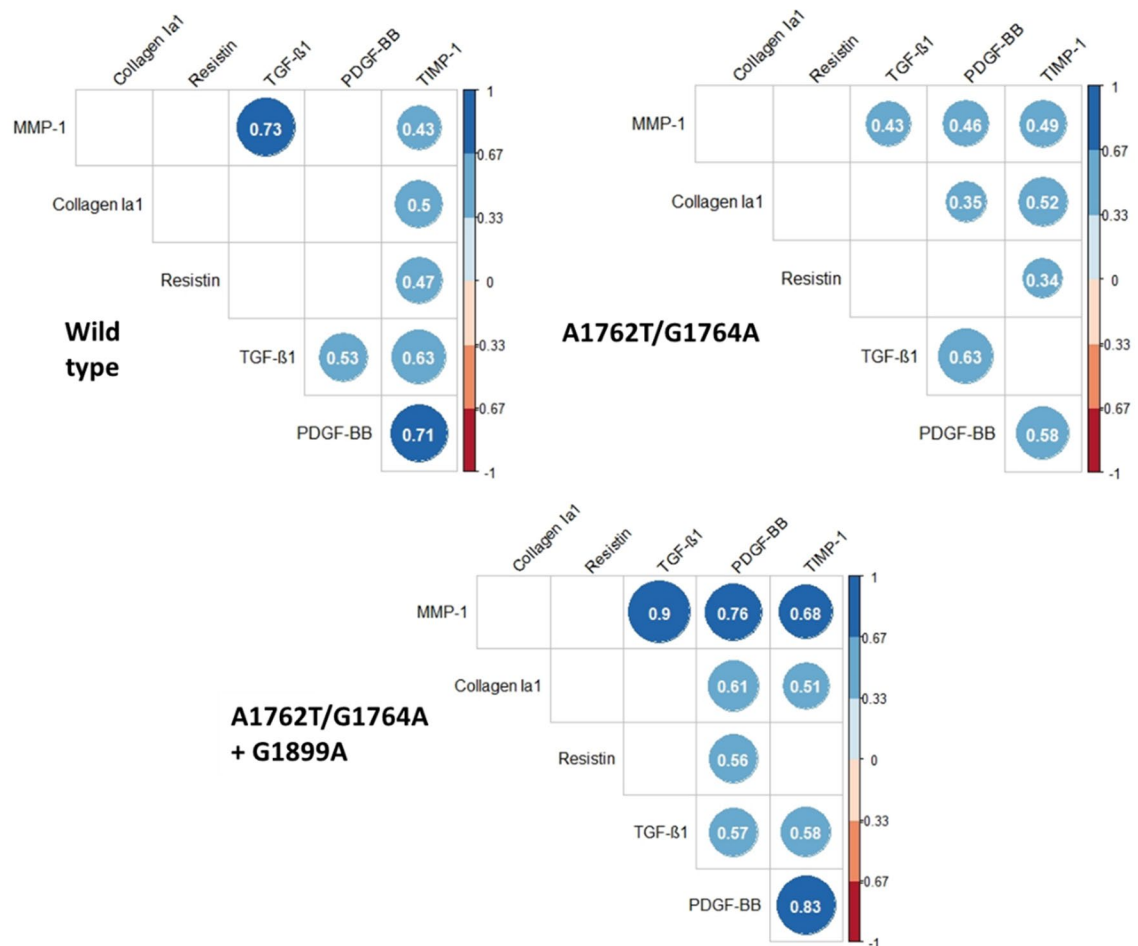 Collagen Ia1
Resistin
TGF-ß1
PDGF-BB
TIMP-1
MMP-1
0.73
0.43
Collagen Ia1
0.5
Resistin
0.47
TGF-ß1
0.53
0.63
PDGF-BB
0.71
1
0.67
0.33
0
0.33
0.67
-1
Wild
type
Collagen Ia1
Resistin
TGF-ß1
PDGF-BB
TIMP-1
MMP-1
0.43
0.46
0.49
Collagen Ia1
0.35
0.52
Resistin
0.34
TGF-ß1
0.63
PDGF-BB
0.58
1
0.67
0.33
0
0.33
0.67
-1
A1762T/G1764A
Collagen Ia1
Resistin
TGF-ß1
PDGF-BB
TIMP-1
MMP-1
0.9
0.76
0.68
Collagen Ia1
0.61
0.51
Resistin
0.56
TGF-ß1
0.57
0.58
PDGF-BB
0.83
1
0.67
0.33
0
0.33
0.67
-1
A1762T/G1764A
+ G1899A